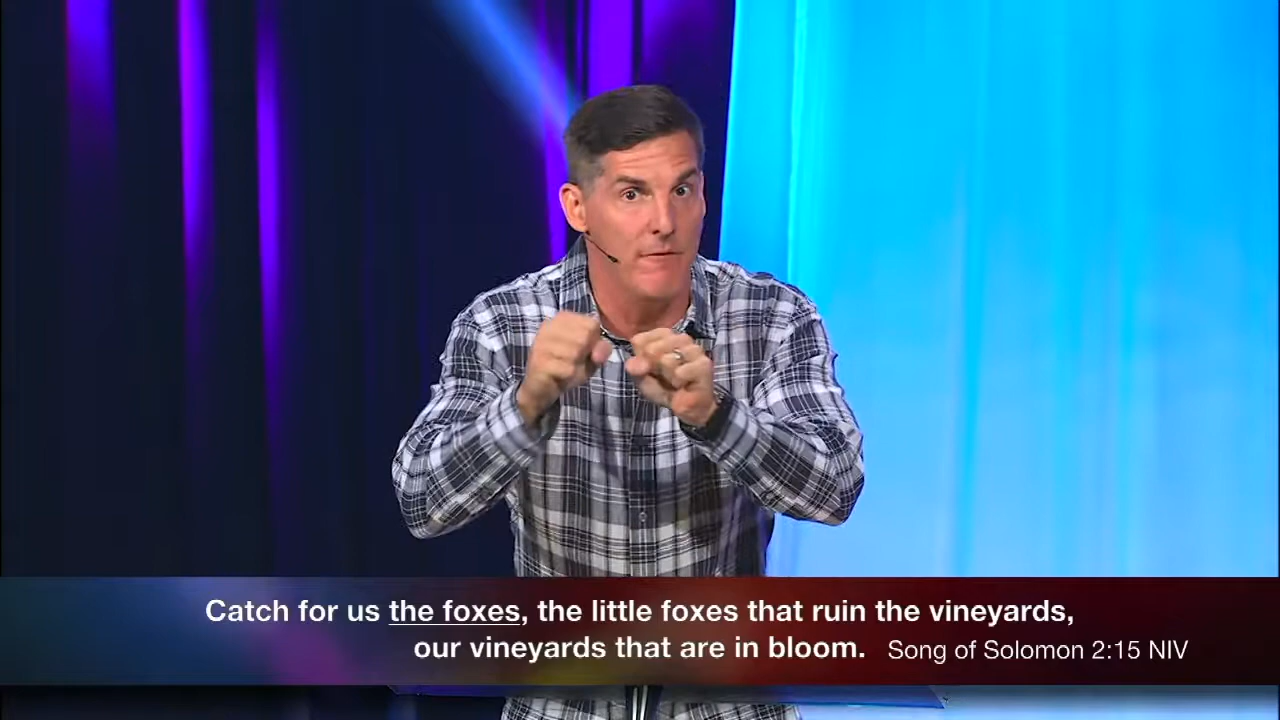 Catch for us the foxes, the little foxes that ruin the vineyards,
our vineyards that are in bloom. Song of Solomon 2:15 NIV